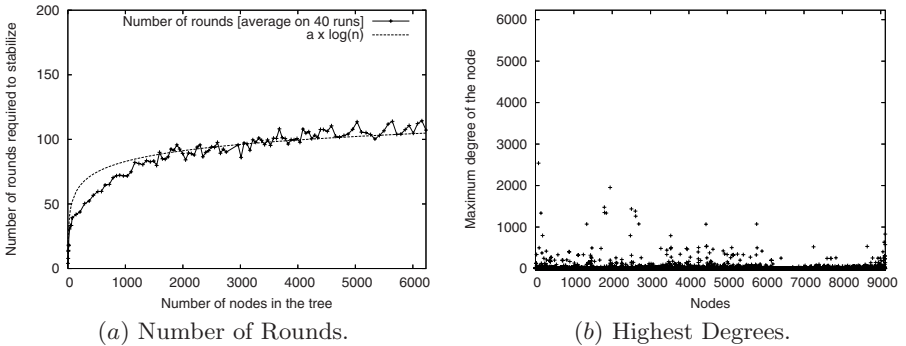 Number of rounds required to stabilize
200
150
100
50
0
Number of rounds [average on 40 runs]
a x log(n)
0 1000 2000 3000 4000 5000 6000
Number of nodes in the tree
(a) Number of Rounds.
Maximum degree of the node
6000
5000
4000
3000
2000
1000
0
0 1000 2000 3000 4000 5000 6000 7000 8000 9000
Nodes
(b) Highest Degrees.